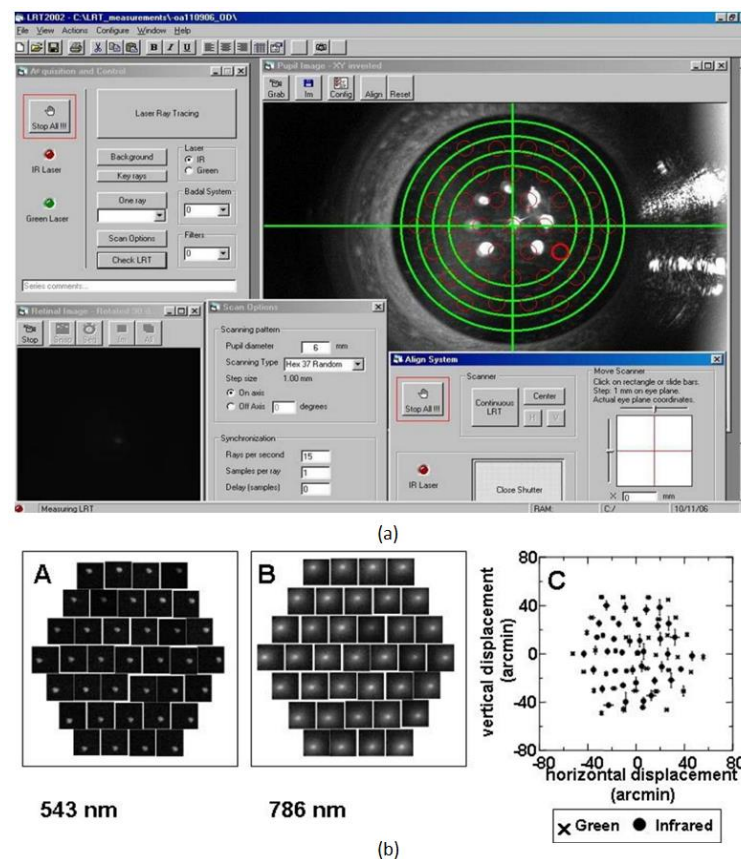 LRT2002 - C:\LRT_measurements\-oa110906_OD\
File View Actions Configure Window Help
B I U
Acquisition and Control
Stop All !!!
Laser Ray Tracing
IR Laser
Green Laser
Background
Key rays
One ray
Scan Options
Check LRT
Laser
IR
Green
Badal System
0
Filters
0
Series comments...
Pupil Image - XY inverted
Grab Im Config Align Reset
Retinal Image - Rotated 90
Stop Seq Im All
Scan Options
Scanning pattern
Pupil diameter 6 mm
Scanning Type Hex 37 Random
Step size 1.00 mm
On axis
Off Axis 0 degrees
Synchronization
Rays per second 15
Samples per ray 1
Delay (samples) 0
Align System
Stop All !!!
IR Laser
Scanner
Continuous LRT
Center
H V
Close Shutter
Move Scanner
Click on rectangle or slide bars.
Step: 1 mm on eye plane.
Actual eye plane coordinates.
X 0 mm
Measuring LRT RAM: C:/ 10/11/06
(a)
A
543 nm
B
786 nm
C
vertical displacement
(arcmin)
80
40
0
-40
-80
-80 -40 0 40 80
horizontal displacement
(arcmin)
x Green ● Infrared
(b)